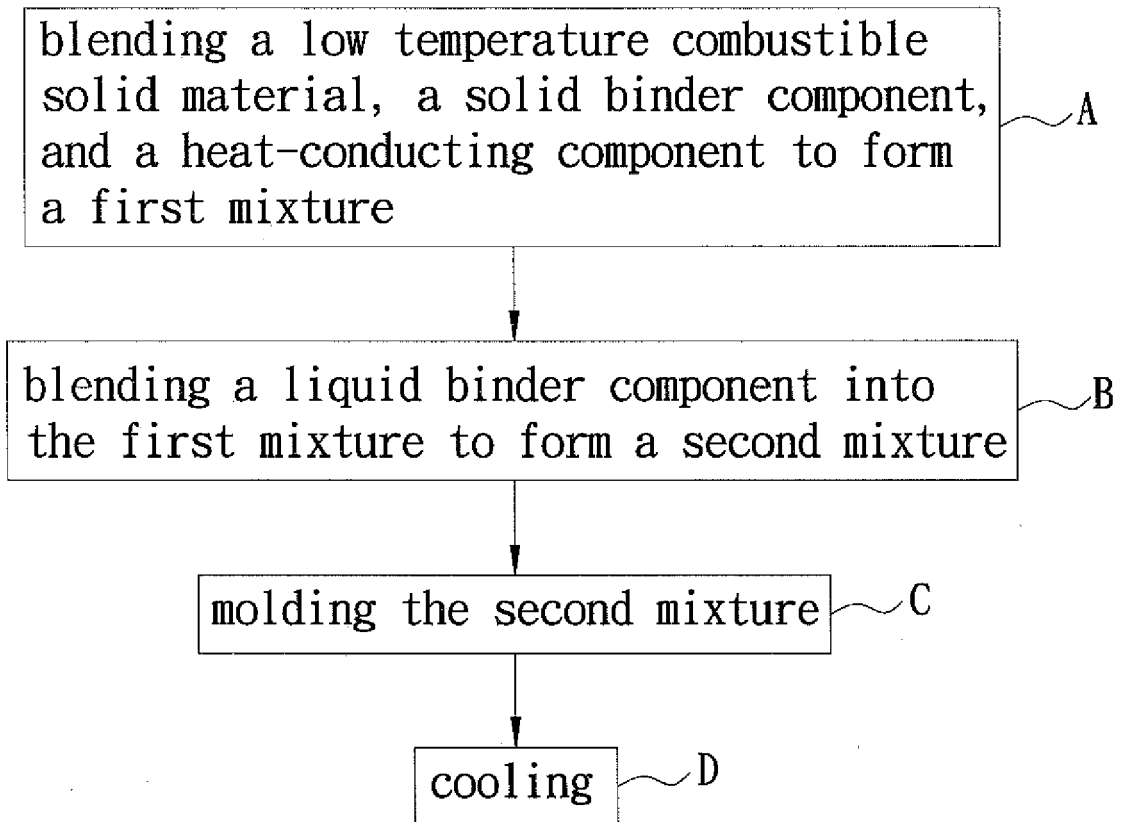 blending a low temperature combustible
solid material, a solid binder component,
and a heat-conducting component to form
a first mixture
A
blending a liquid binder component into
the first mixture to form a second mixture
B
molding the second mixture
C
cooling
D